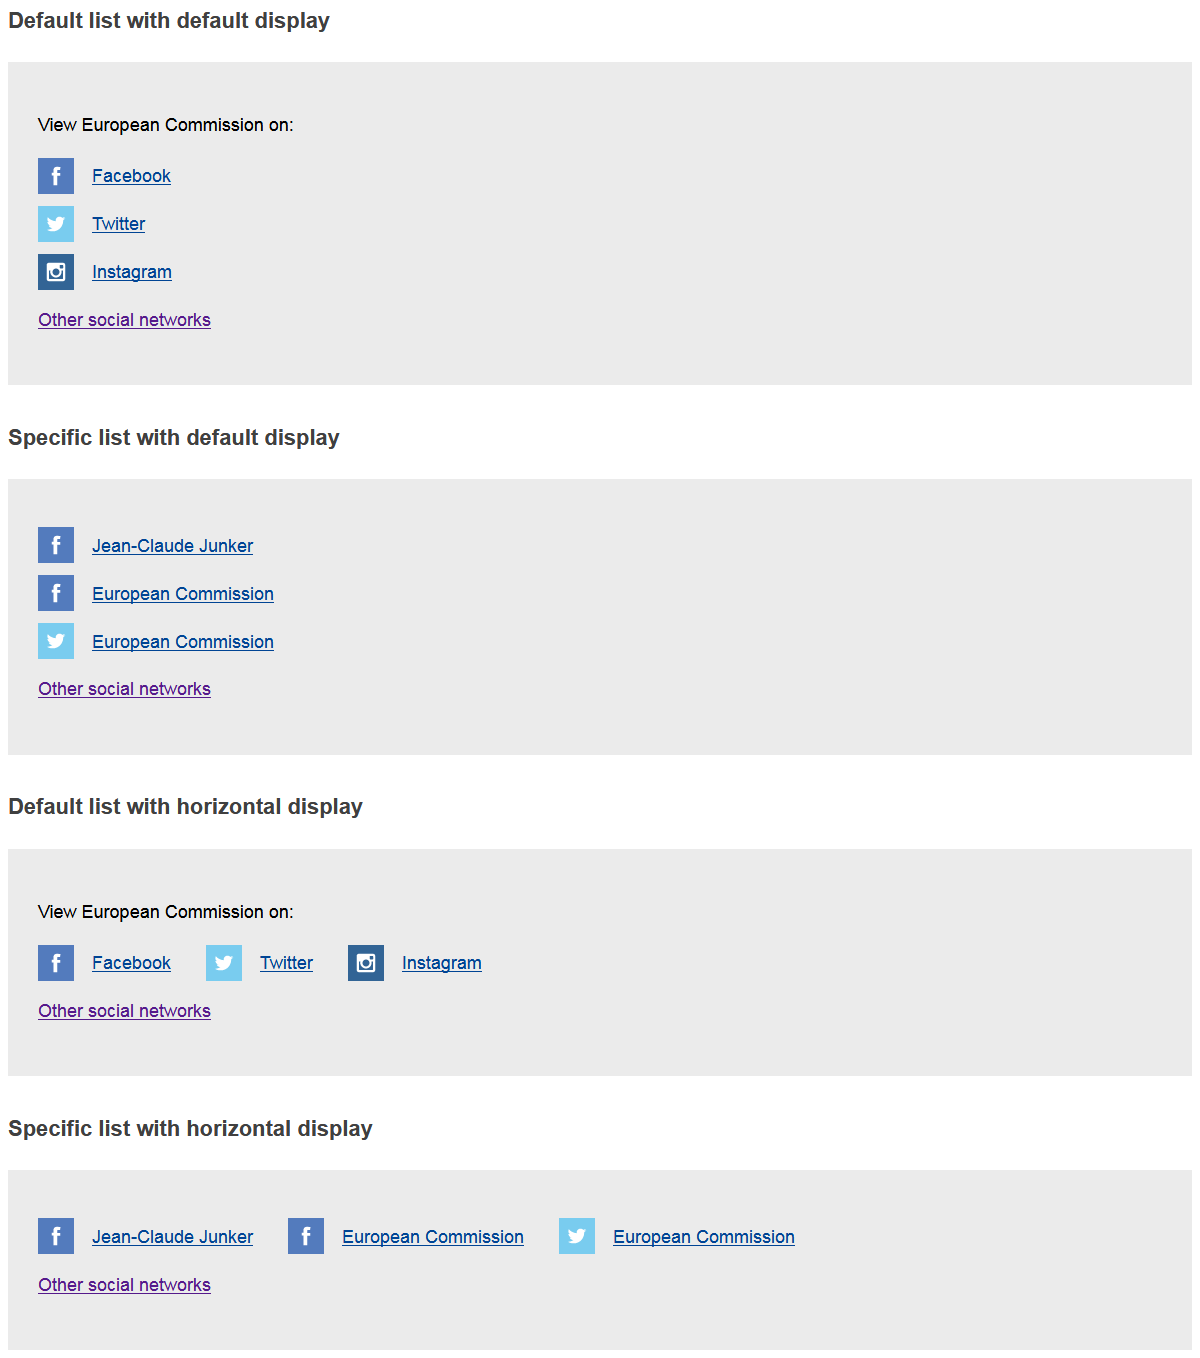 Default list with default display
View European Commission on:
Facebook
Twitter
Instagram
Other social networks
Specific list with default display
Jean-Claude Junker
European Commission
European Commission
Other social networks
Default list with horizontal display
View European Commission on:
Facebook Twitter Instagram
Other social networks
Specific list with horizontal display
Jean-Claude Junker European Commission European Commission
Other social networks